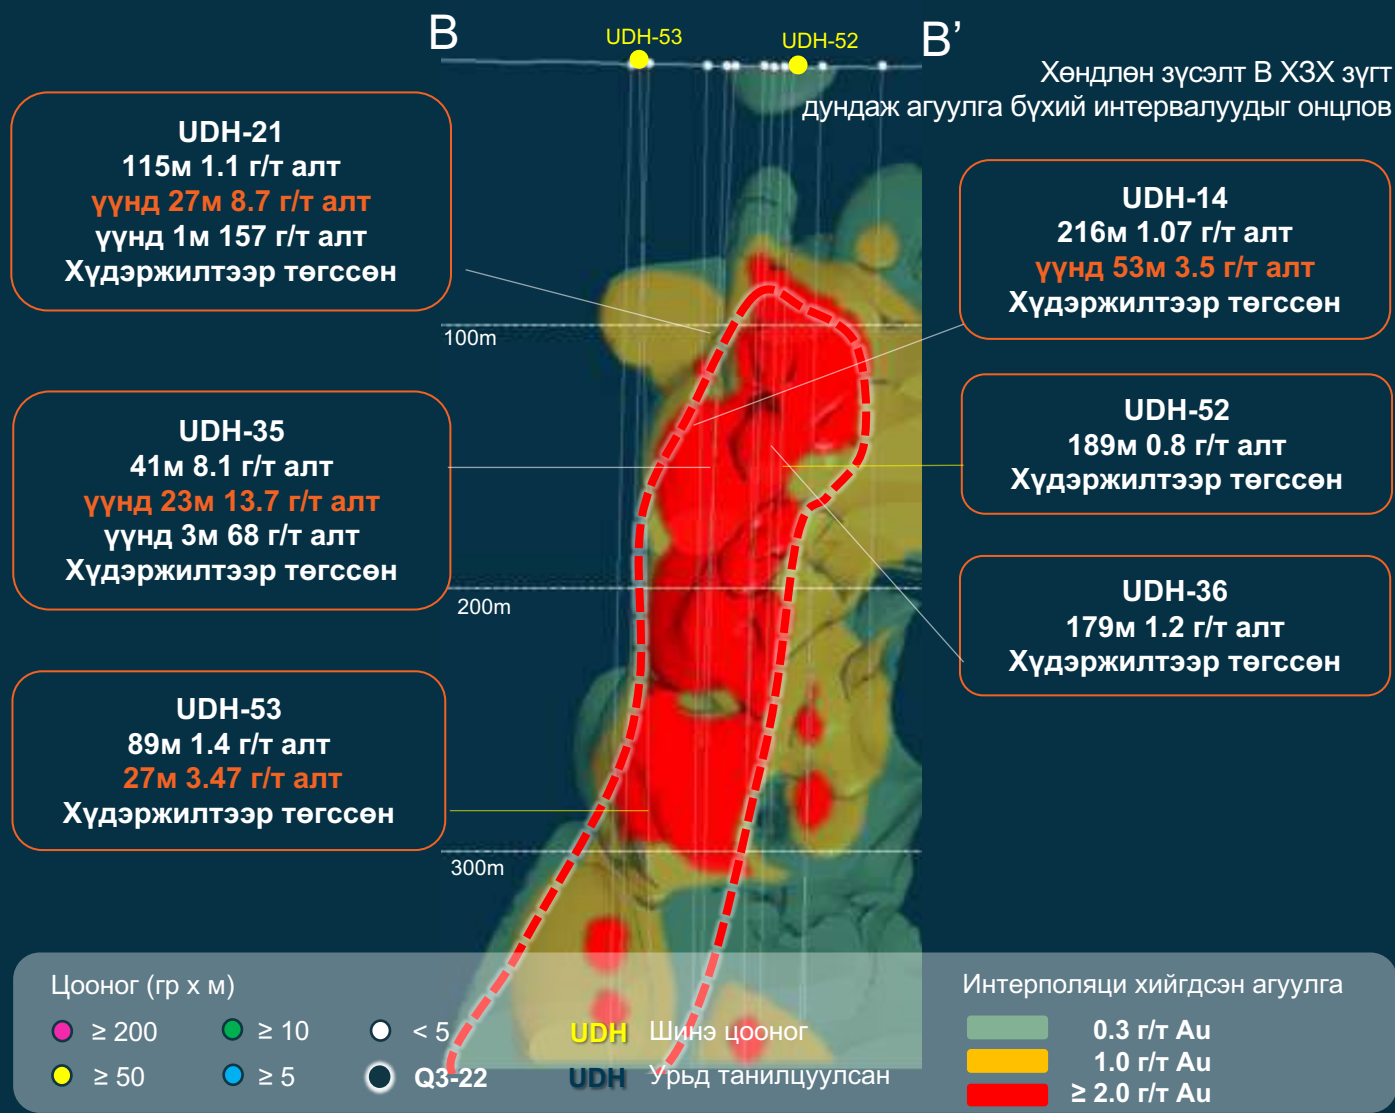 B
UDH-53
UDH-52
B’
Хөндлөн зүсэлт В ХЗХ зүгт
дундаж агуулга бүхий интервалуудыг онцлов
UDH-21
115м 1.1 г/т алт
үүнд 27м 8.7 г/т алт
үүнд 1м 157 г/т алт
Хүдэржилтээр төгссөн
UDH-35
41м 8.1 г/т алт
үүнд 23м 13.7 г/т алт
үүнд 3м 68 г/т алт
Хүдэржилтээр төгссөн
UDH-53
89м 1.4 г/т алт
27м 3.47 г/т алт
Хүдэржилтээр төгссөн
100m
200m
300m
UDH-14
216м 1.07 г/т алт
үүнд 53м 3.5 г/т алт
Хүдэржилтээр төгссөн
UDH-52
189м 0.8 г/т алт
Хүдэржилтээр төгссөн
UDH-36
179м 1.2 г/т алт
Хүдэржилтээр төгссөн
Цооног (гр х м)
≥ 200
≥ 10
< 5
≥ 50
≥ 5
Q3-22
UDH Шинэ цооног
UDH Урьд танилцуулсан
Интерполяци хийгдсэн агуулга
0.3 г/т Au
1.0 г/т Au
≥ 2.0 г/т Au